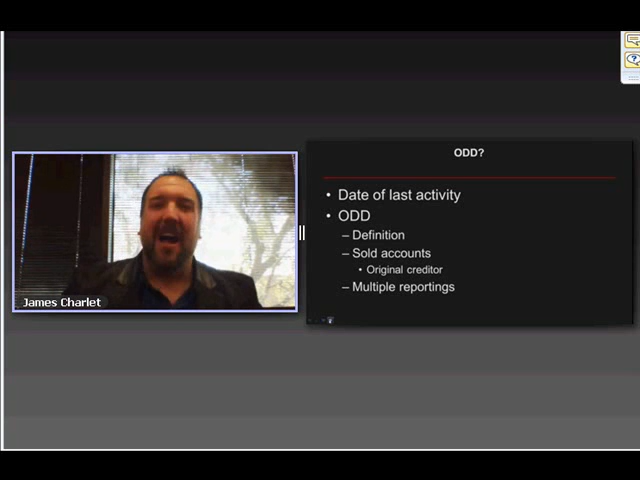 ODD?
• Date of last activity
• ODD
– Definition
– Sold accounts
• Original creditor
– Multiple reportings
James Charlet